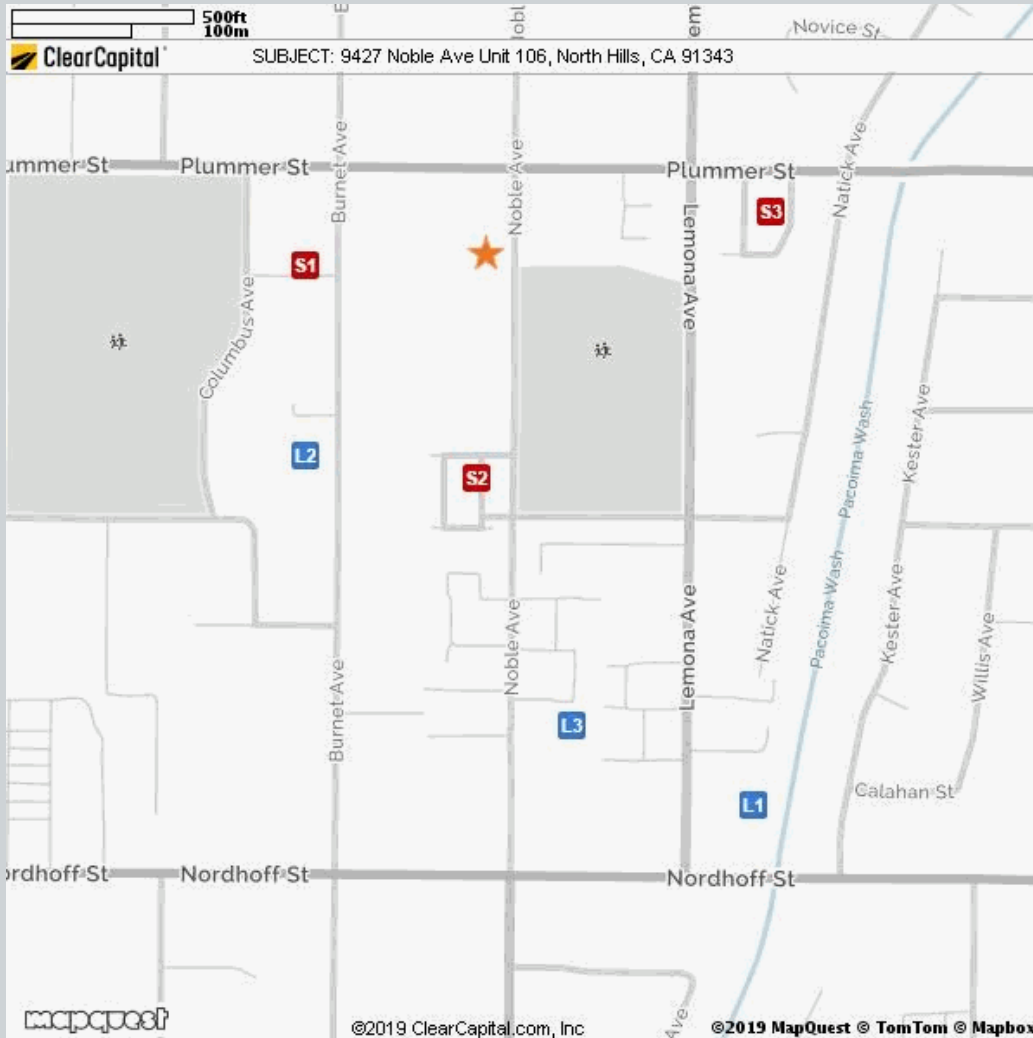 500ft
100m
Novice St
ClearCapital
SUBJECT: 9427 Noble Ave Unit 106, North Hills, CA 91343
ummer St
Plummer St
Plummer St
Burnet Ave
Noble Ave
Natick Ave
S3
S1
Lemona Ave
Columbus Ave
L2
S2
Pacoima Wash
Kester Ave
Pacoima Wash
Natick Ave
Kester Ave
Noble Ave
Lemona Ave
Willis Ave
Burnet Ave
L3
L1
Calahan St
ordhoff St
Nordhoff St
Nordhoff St
Ave
mapquest
©2019 ClearCapital.com, Inc
©2019 MapQuest © TomTom © Mapbox